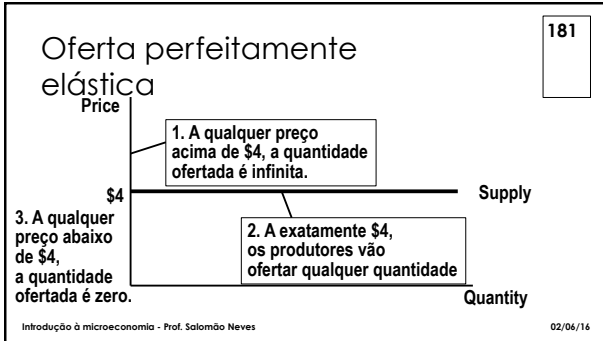 Oferta perfeitamente
elástica
181
Price
1. A qualquer preço
acima de $4, a quantidade
ofertada é infinita.
$4
Supply
3. A qualquer
preço abaixo
de $4,
a quantidade
ofertada é zero.
2. A exatamente $4,
os produtores vão
ofertar qualquer quantidade
Quantity
Introdução à microeconomia - Prof. Salomão Neves
02/06/16